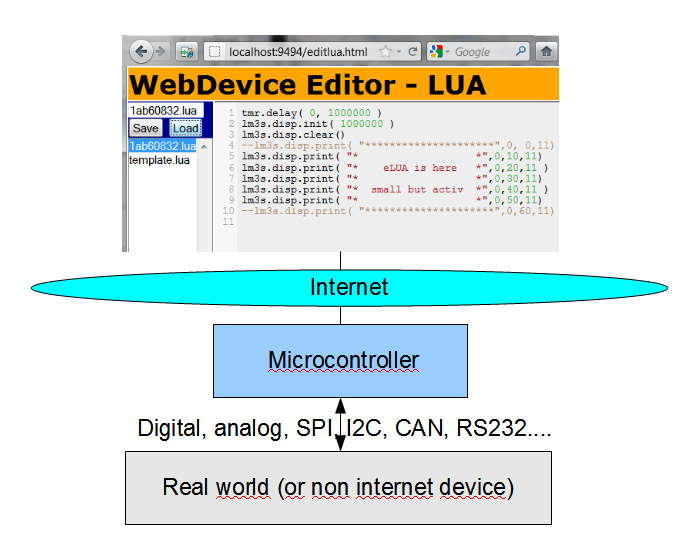 localhost:9494/editlua.html
Google
WebDevice Editor - LUA
1ab60832.lua
Save Load
1ab60832.lua
template.lua
1 tmr.delay( 0, 1000000 )
2 lm3s.disp.init( 1000000 )
3 lm3s.disp.clear()
4 --lm3s.disp.print( "**********************",0, 0,11)
5 lm3s.disp.print( "*                    *",0,10,11)
6 lm3s.disp.print( "*    eLUA is here   *",0,20,11 )
7 lm3s.disp.print( "*                    *",0,30,11)
8 lm3s.disp.print( "*  small but activ  *",0,40,11 )
9 lm3s.disp.print( "*                    *",0,50,11)
10 --lm3s.disp.print( "**********************",0,60,11)
11
Internet
Microcontroller
Digital, analog, SPI, I2C, CAN, RS232....
Real world (or non internet device)